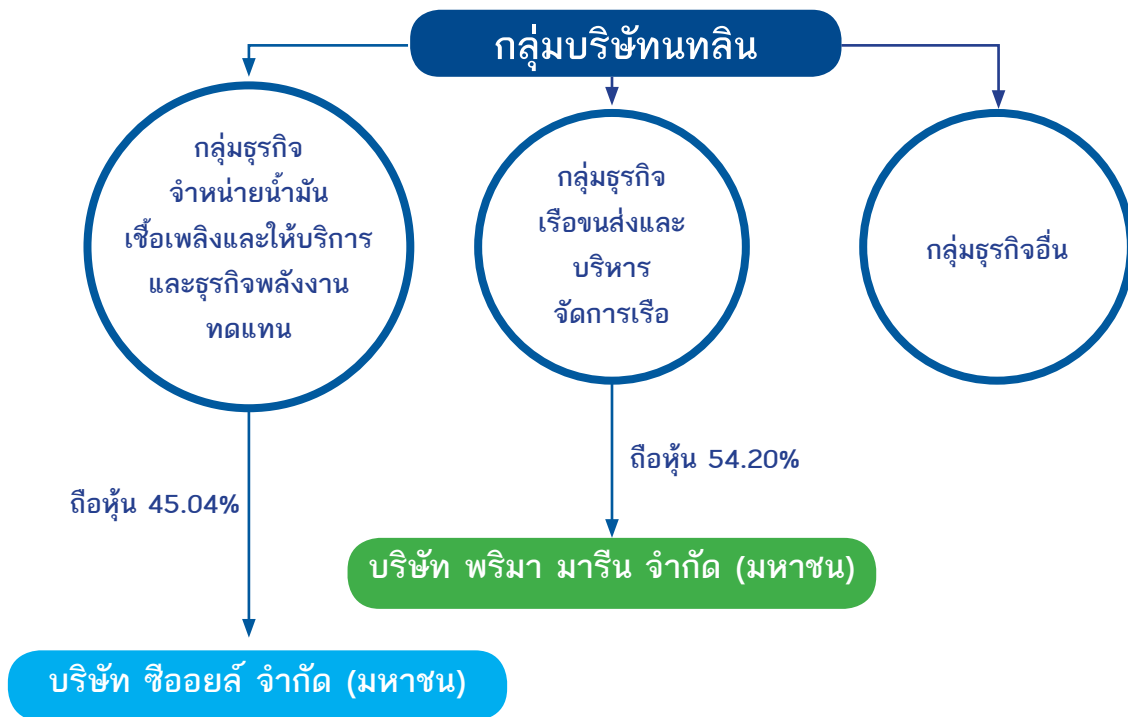 กลุ่มบริษัทนทลิน
กลุ่มธุรกิจ
จำหน่ายน้ำมัน
เชื้อเพลิงและให้บริการ
และธุรกิจพลังงาน
ทดแทน
กลุ่มธุรกิจ
เรือขนส่งและ
บริหาร
จัดการเรือ
กลุ่มธุรกิจอื่น
ถือหุ้น 45.04%
ถือหุ้น 54.20%
บริษัท พริมา มารีน จำกัด (มหาชน)
บริษัท ซีออยล์ จำกัด (มหาชน)